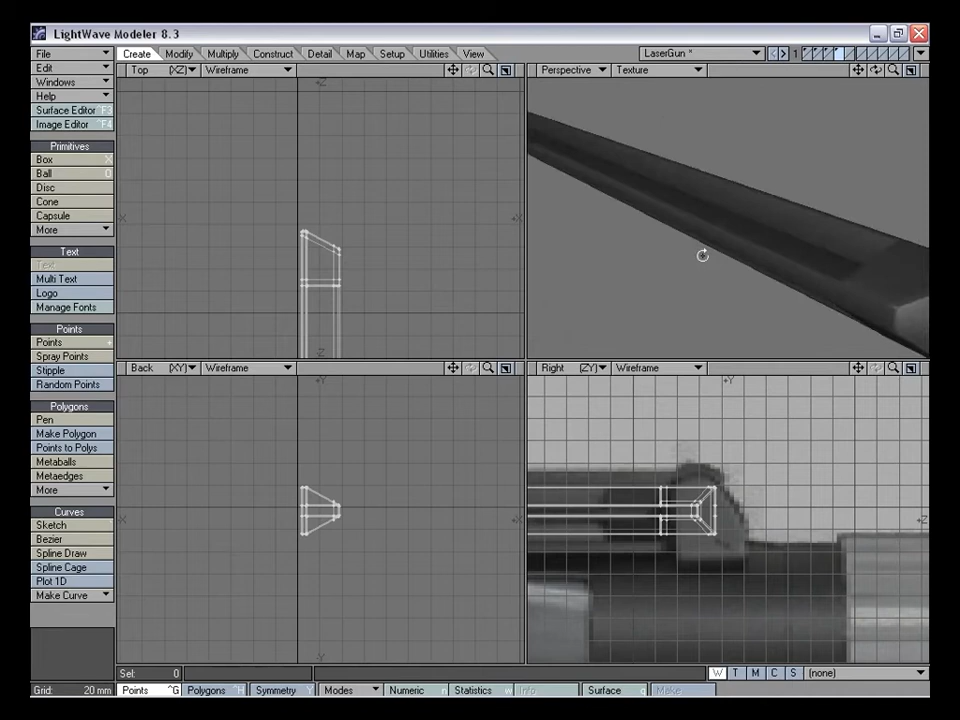 LightWave Modeler 8.3
File
Create Modify Multiply Construct Detail Map Setup Utilities View
LaserGun *
1
Edit
Windows
Help
Surface Editor F3
Image Editor ^F4
Primitives
Box X
Ball O
Disc
Cone
Capsule
More
Text
Text
Multi Text
Logo
Manage Fonts
Points
Points +
Spray Points
Stipple
Random Points
Polygons
Pen
Make Polygon
Points to Polys
Metaballs
Metaedges
More
Curves
Sketch
Bezier
Spline Draw
Spline Cage
Plot 1D
Make Curve
Top (XZ) Wireframe
Perspective Texture
Back (XY) Wireframe
Right (ZY) Wireframe
Sel: 0
W T M C S (none)
Grid: 20 mm
Points ^G Polygons ^H Symmetry Y Modes Numeric n Statistics w Info Surface q Make